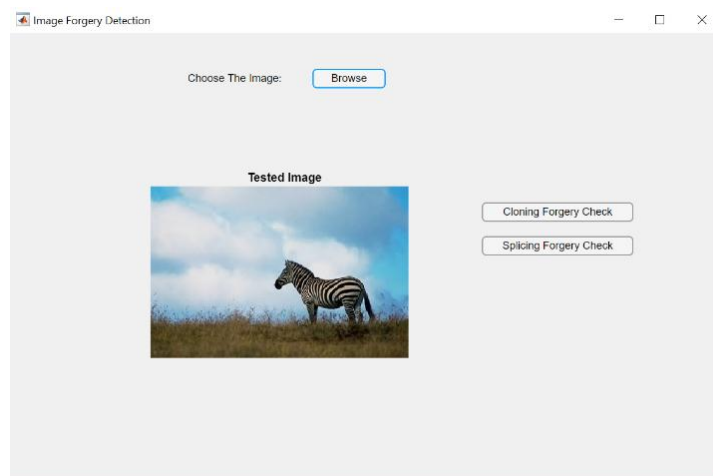 Image Forgery Detection
Choose The Image: Browse
Tested Image
Cloning Forgery Check
Splicing Forgery Check